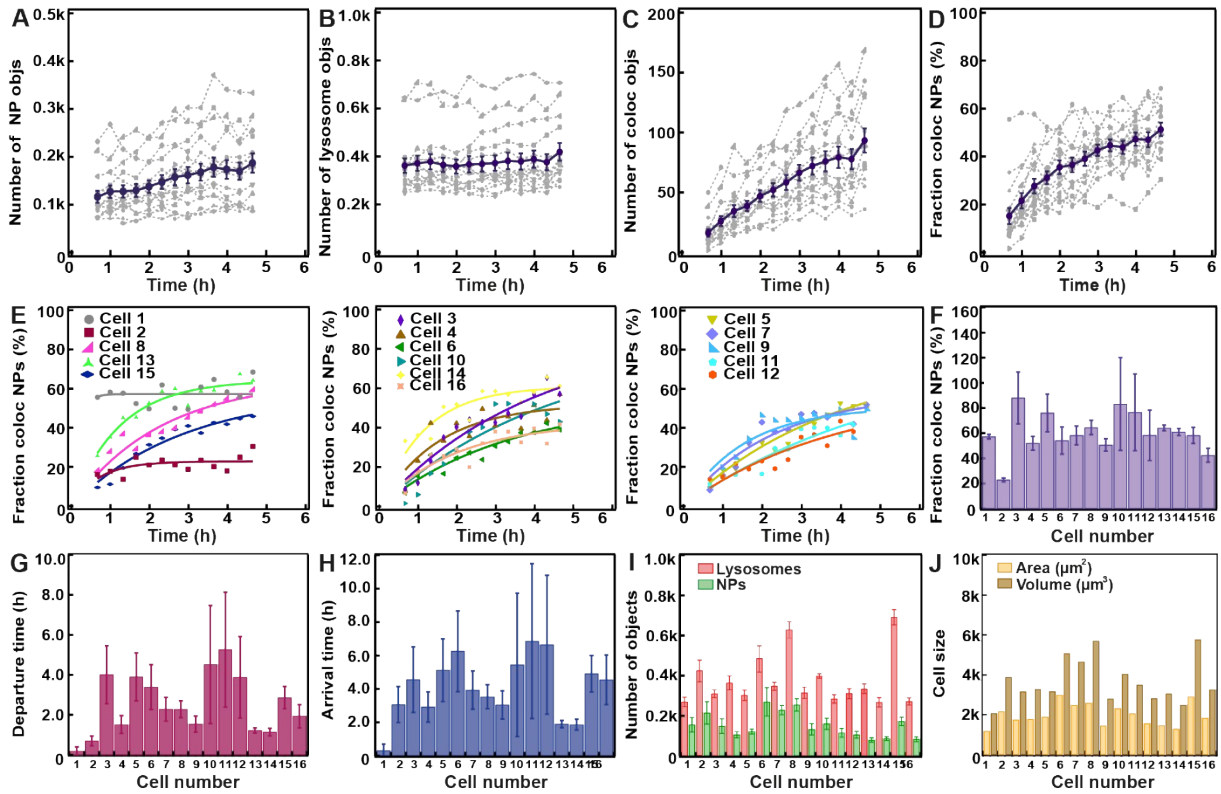 A
Number of NP objs
0.5k
0.4k
0.3k
0.2k
0.1k
0
0 1 2 3 4 5 6
Time (h)
B
Number of lysosome objs
1.0k
0.8k
0.6k
0.4k
0.2k
0
0 1 2 3 4 5 6
Time (h)
C
Number of coloc objs
200
150
100
50
0
0 1 2 3 4 5 6
Time (h)
D
Fraction coloc NPs (%)
100
80
60
40
20
0
0 1 2 3 4 5 6
Time (h)
E
Fraction coloc NPs (%)
100
80
60
40
20
0
Cell 1
Cell 2
Cell 8
Cell 13
Cell 15
0 1 2 3 4 5 6
Time (h)
Fraction coloc NPs (%)
100
80
60
40
20
0
Cell 3
Cell 4
Cell 6
Cell 10
Cell 14
Cell 16
0 1 2 3 4 5 6
Time (h)
Fraction coloc NPs (%)
100
80
60
40
20
0
Cell 5
Cell 7
Cell 9
Cell 11
Cell 12
0 1 2 3 4 5 6
Time (h)
F
Fraction coloc NPs (%)
160
140
120
100
80
60
40
20
0
1 2 3 4 5 6 7 8 9 10 11 12 13 14 15 16
Cell number
G
Departure time (h)
10.0
8.0
6.0
4.0
2.0
0
1 2 3 4 5 6 7 8 9 10 11 12 13 14 15 16
Cell number
H
Arrival time (h)
12.0
10.0
8.0
6.0
4.0
2.0
0
1 2 3 4 5 6 7 8 9 10 11 12 13 14 15 16
Cell number
I
Number of objects
1.0k
0.8k
0.6k
0.4k
0.2k
0
Lysosomes
NPs
1 2 3 4 5 6 7 8 9 10 11 12 13 14 15 16
Cell number
J
Cell size
10k
8k
6k
4k
2k
0
Area (µm²)
Volume (µm³)
1 2 3 4 5 6 7 8 9 10 11 12 13 14 15 16
Cell number